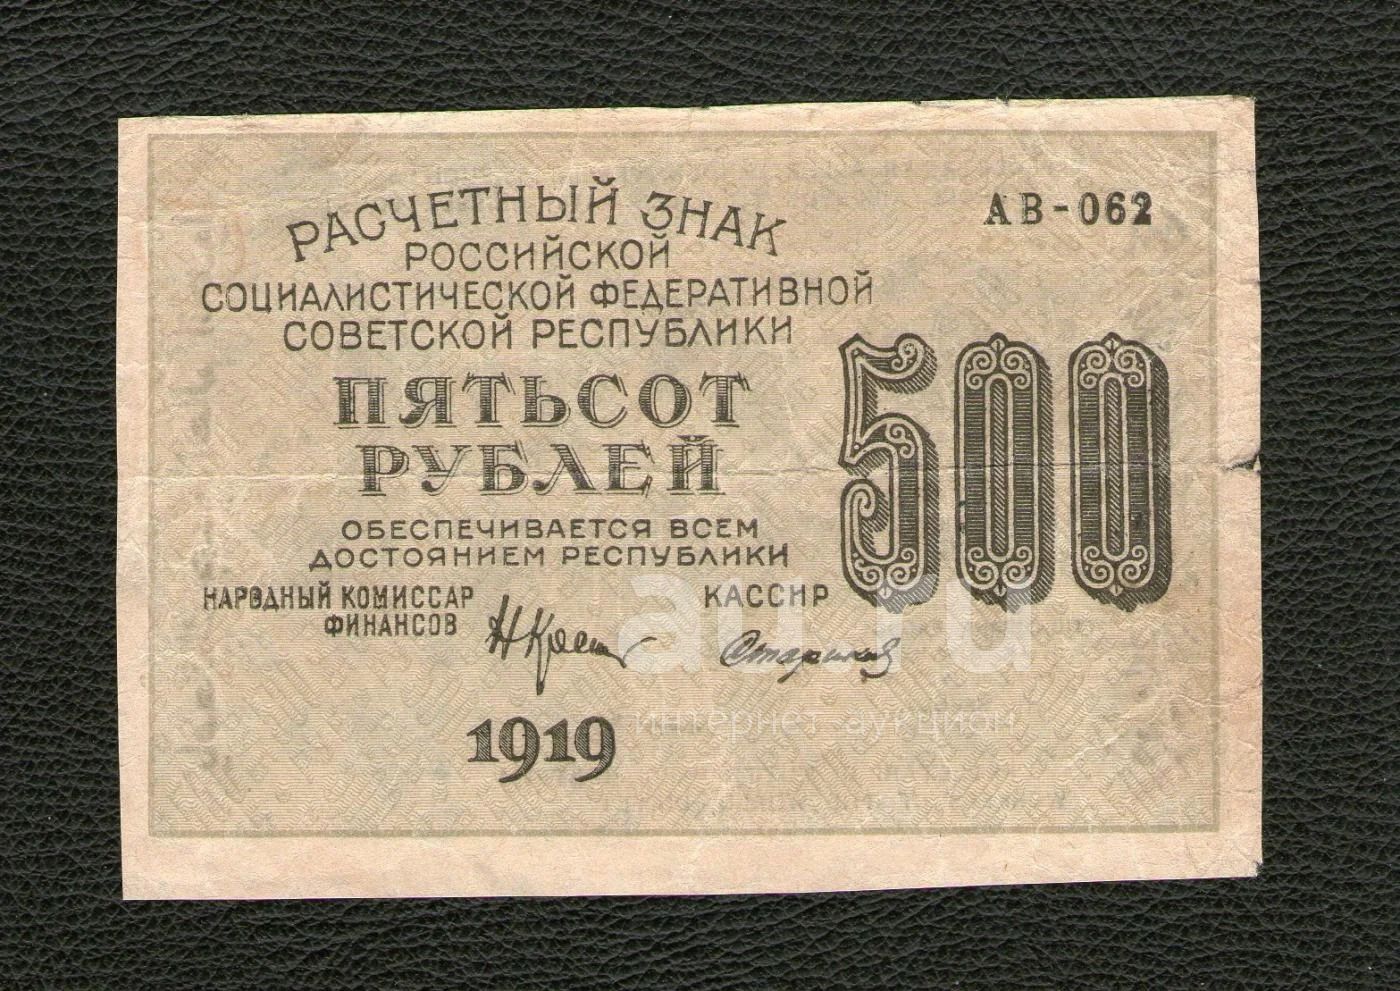 РАСЧЕТНЫЙ ЗНАК
АВ-062
РОССИЙСКОЙ
СОЦИАЛИСТИЧЕСКОЙ ФЕДЕРАТИВНОЙ
СОВЕТСКОЙ РЕСПУБЛИКИ
ПЯТЬСОТ
РУБЛЕЙ
500
ОБЕСПЕЧИВАЕТСЯ ВСЕМ
ДОСТОЯНИЕМ РЕСПУБЛИКИ
НАРОДНЫЙ КОМИССАР
ФИНАНСОВ
КАССИР
au.ru
интернет-аукцион
1919